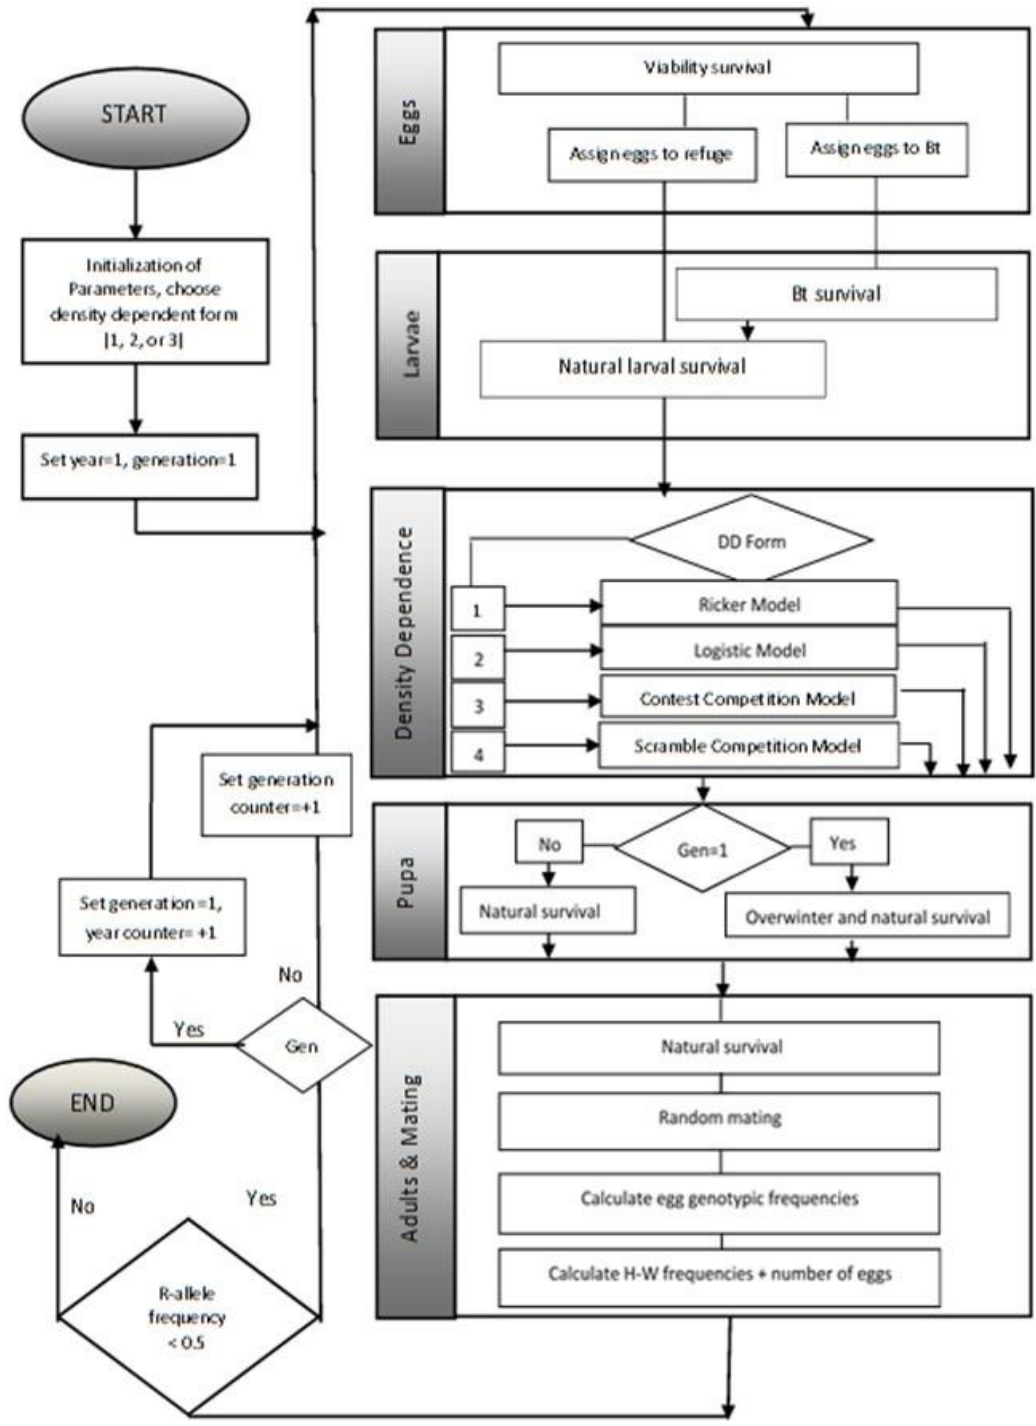 START
Initialization of
Parameters, choose
density dependent form
|1, 2, or 3|
Set year=1, generation=1
Eggs
Viability survival
Assign eggs to refuge
Assign eggs to Bt
Larvae
Bt survival
Natural larval survival
Density Dependence
DD Form
1
Ricker Model
2
Logistic Model
3
Contest Competition Model
4
Scramble Competition Model
Set generation
counter=+1
Pupa
No
Gen=1
Yes
Natural survival
Overwinter and natural survival
Set generation=1,
year counter= +1
No
Yes
Gen
Adults & Mating
Natural survival
Random mating
Calculate egg genotypic frequencies
Calculate H-W frequencies + number of eggs
END
No
Yes
R-allele
frequency
< 0.5